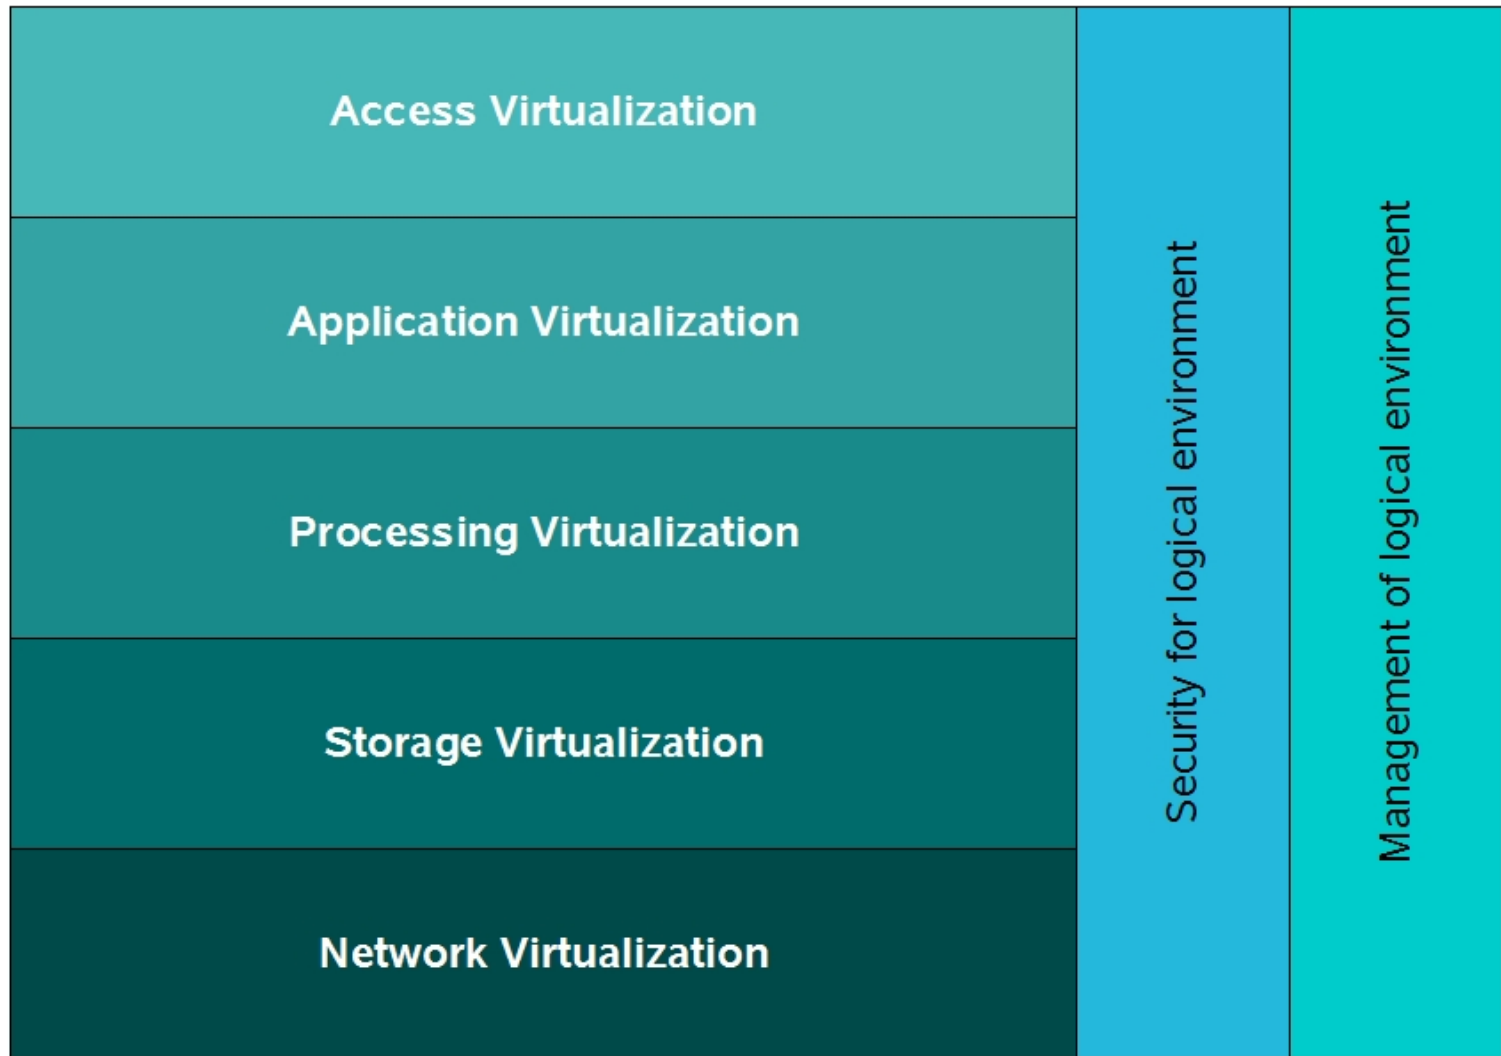 Access Virtualization
Application Virtualization
Processing Virtualization
Storage Virtualization
Network Virtualization
Security for logical environment
Management of logical environment